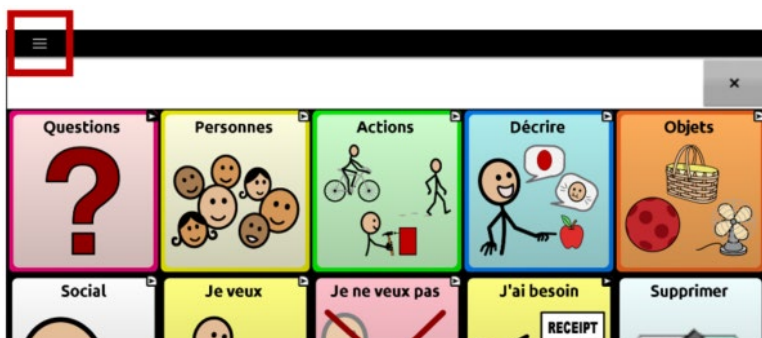 Questions Personnes Actions Décrire Objets
Social Je veux Je ne veux pas J'ai besoin Supprimer
RECEIPT